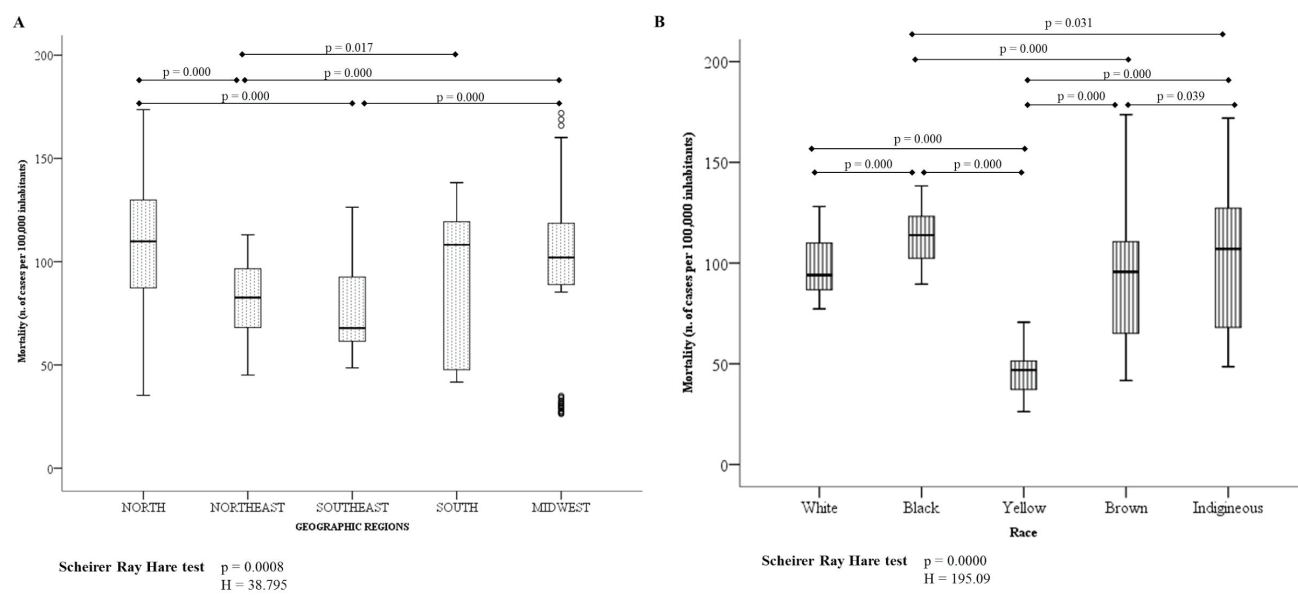 A
p = 0.017
p = 0.000
p = 0.000
p = 0.000
p = 0.000
Mortality (n. of cases per 100,000 inhabitants)
200
150
100
50
0
NORTH
NORTHEAST
SOUTHEAST
SOUTH
MIDWEST
GEOGRAPHIC REGIONS
Scheirer Ray Hare test
p = 0.0008
H = 38.795
B
p = 0.031
p = 0.000
p = 0.000
p = 0.000
p = 0.039
p = 0.000
p = 0.000
p = 0.000
Mortality (n. of cases per 100,000 inhabitants)
200
150
100
50
0
White
Black
Yellow
Brown
Indigineous
Race
Scheirer Ray Hare test
p = 0.0000
H = 195.09